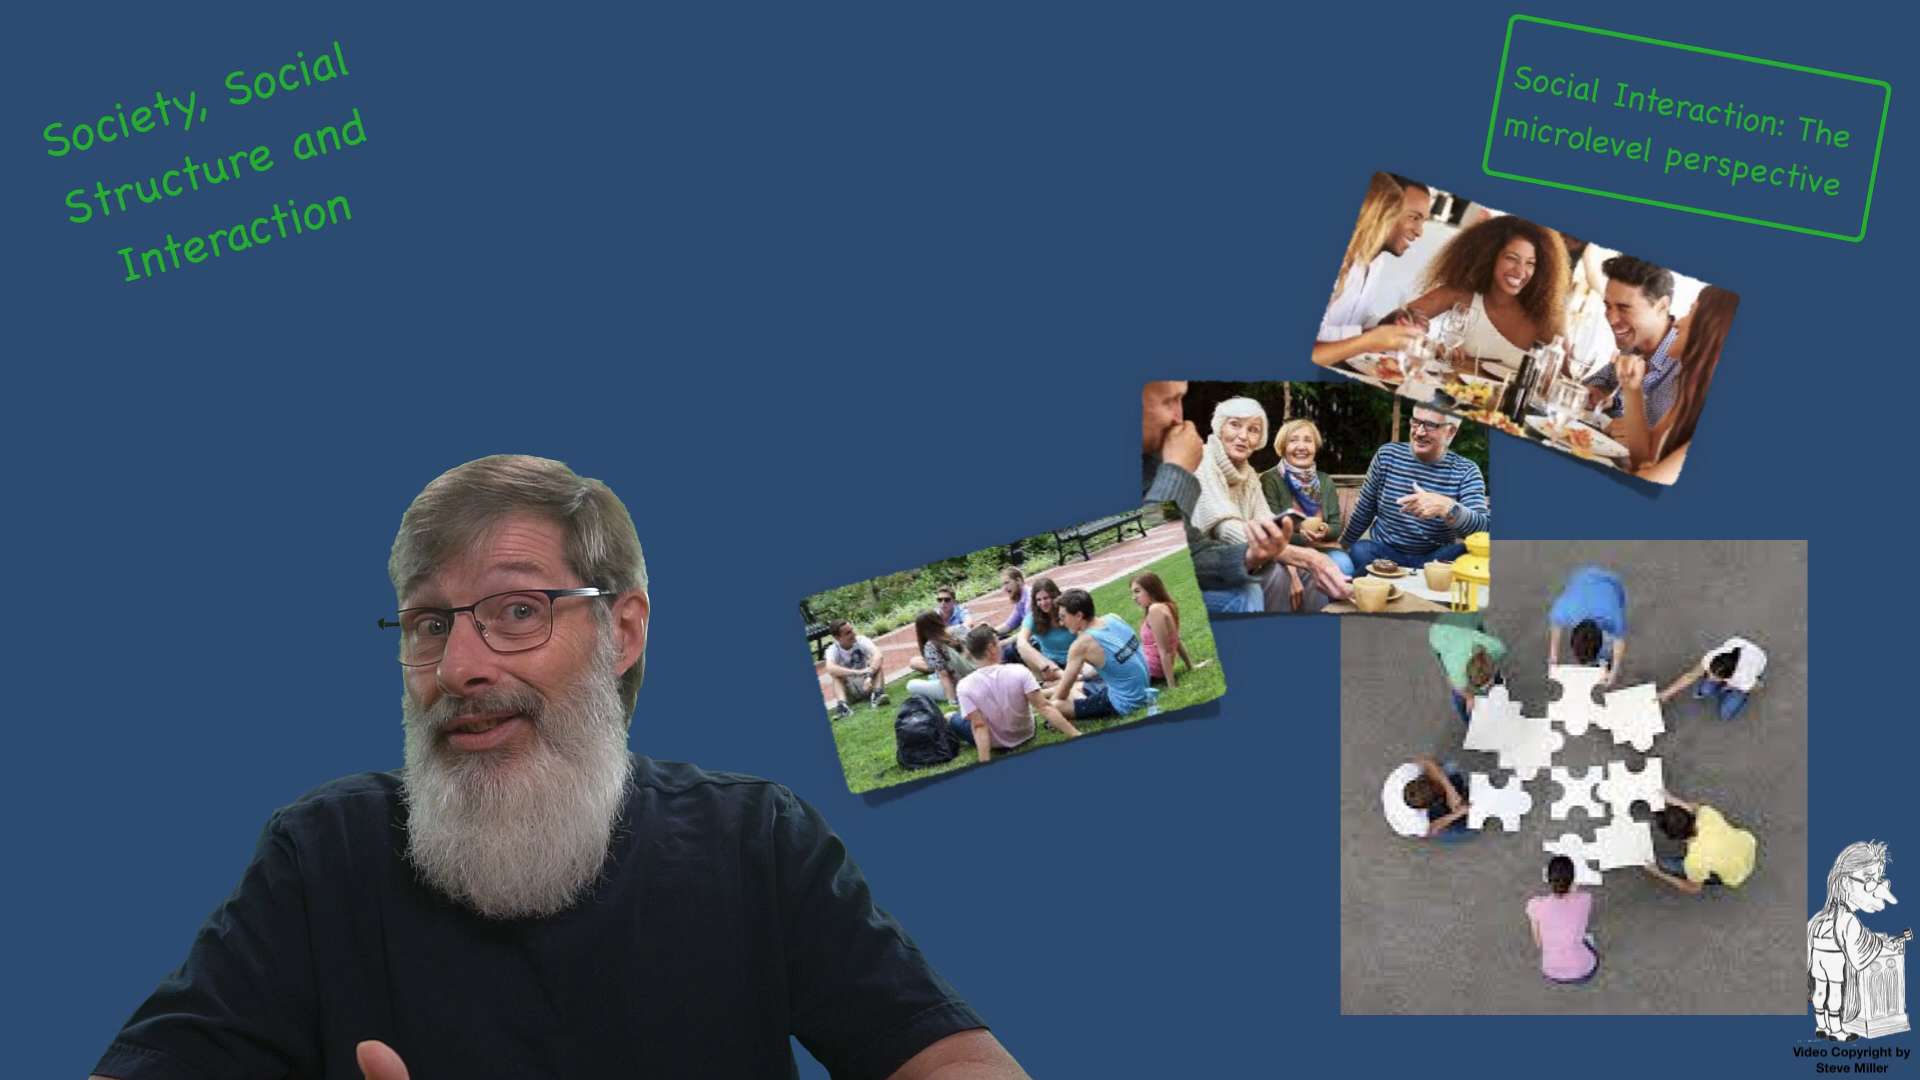 Society, Social
Structure and
Interaction
Social Interaction: The
microlevel perspective
Video Copyright by
Steve Miller